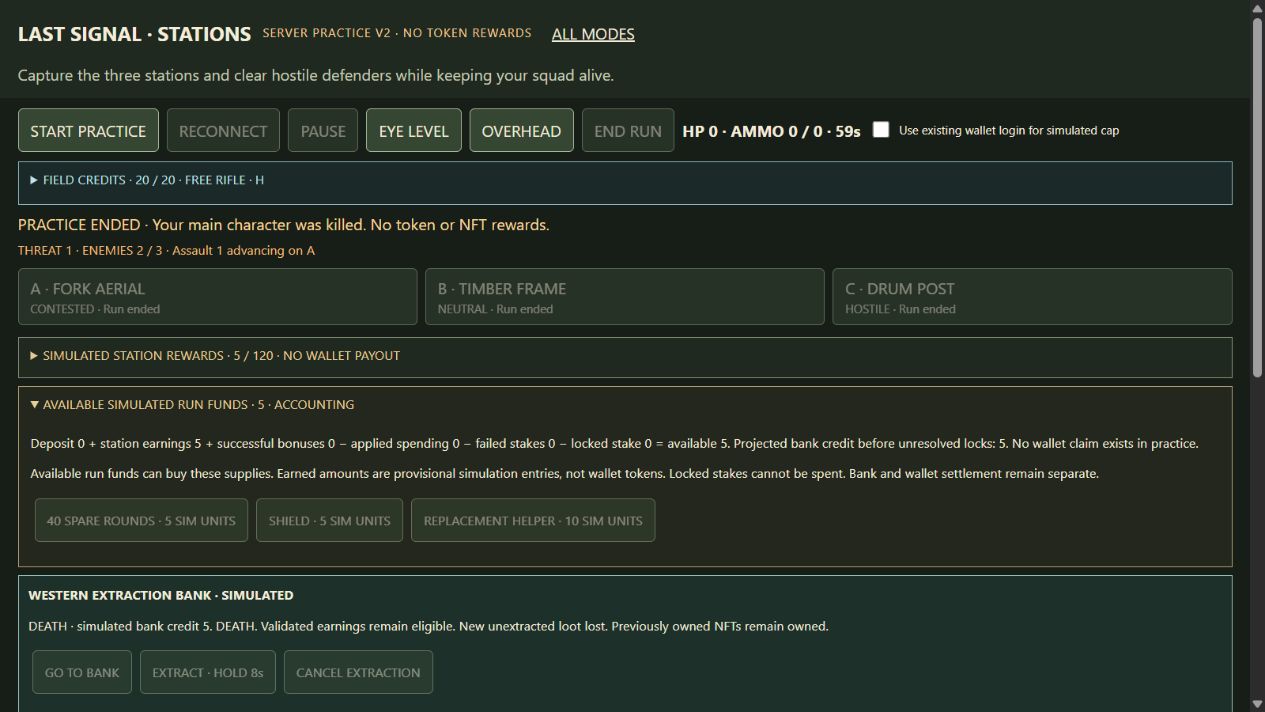 LAST SIGNAL · STATIONS SERVER PRACTICE V2 · NO TOKEN REWARDS ALL MODES
Capture the three stations and clear hostile defenders while keeping your squad alive.
START PRACTICE RECONNECT PAUSE EYE LEVEL OVERHEAD END RUN HP 0 · AMMO 0 / 0 · 59s Use existing wallet login for simulated cap
▶ FIELD CREDITS · 20 / 20 · FREE RIFLE · H
PRACTICE ENDED · Your main character was killed. No token or NFT rewards.
THREAT 1 · ENEMIES 2 / 3 · Assault 1 advancing on A
A · FORK AERIAL
CONTESTED · Run ended
B · TIMBER FRAME
NEUTRAL · Run ended
C · DRUM POST
HOSTILE · Run ended
▶ SIMULATED STATION REWARDS · 5 / 120 · NO WALLET PAYOUT
▼ AVAILABLE SIMULATED RUN FUNDS · 5 · ACCOUNTING
Deposit 0 + station earnings 5 + successful bonuses 0 − applied spending 0 − failed stakes 0 − locked stake 0 = available 5. Projected bank credit before unresolved locks: 5. No wallet claim exists in practice.
Available run funds can buy these supplies. Earned amounts are provisional simulation entries, not wallet tokens. Locked stakes cannot be spent. Bank and wallet settlement remain separate.
40 SPARE ROUNDS · 5 SIM UNITS SHIELD · 5 SIM UNITS REPLACEMENT HELPER · 10 SIM UNITS
WESTERN EXTRACTION BANK · SIMULATED
DEATH · simulated bank credit 5. DEATH. Validated earnings remain eligible. New unextracted loot lost. Previously owned NFTs remain owned.
GO TO BANK EXTRACT · HOLD 8s CANCEL EXTRACTION